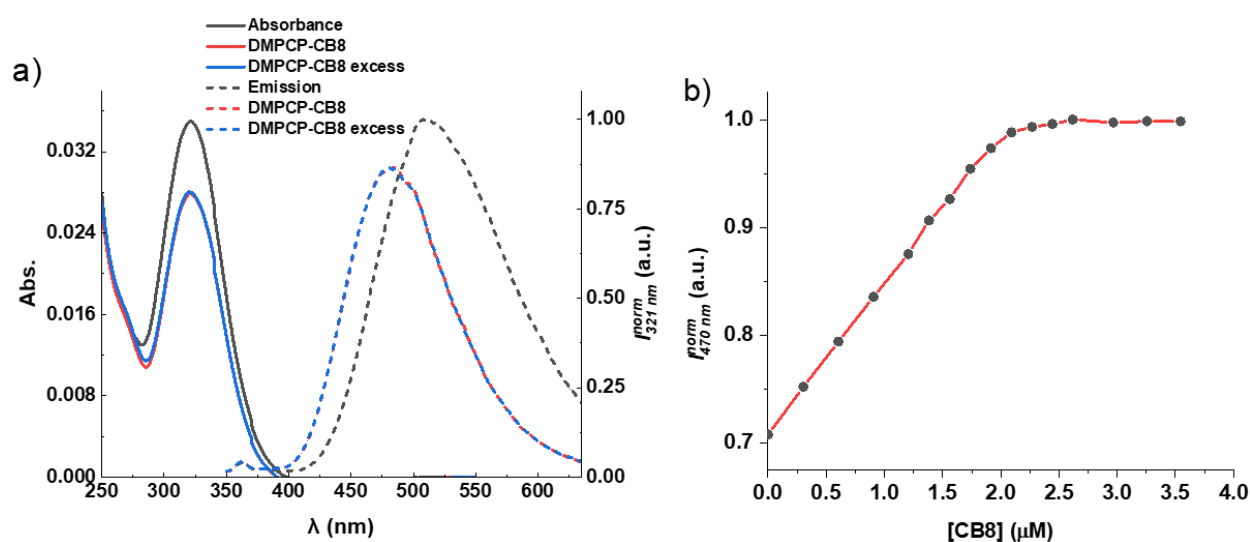 a)
Absorbance
DMPCP-CB8
DMPCP-CB8 excess
Emission
DMPCP-CB8
DMPCP-CB8 excess
0.032
0.024
0.016
0.008
0.000
Abs.
1.00
0.75
0.50
0.25
0.00
I norm 321 nm (a.u.)
250 300 350 400 450 500 550 600
λ (nm)
b)
1.0
0.9
0.8
0.7
I norm 470 nm (a.u.)
0.0 0.5 1.0 1.5 2.0 2.5 3.0 3.5 4.0
[CB8] (μM)